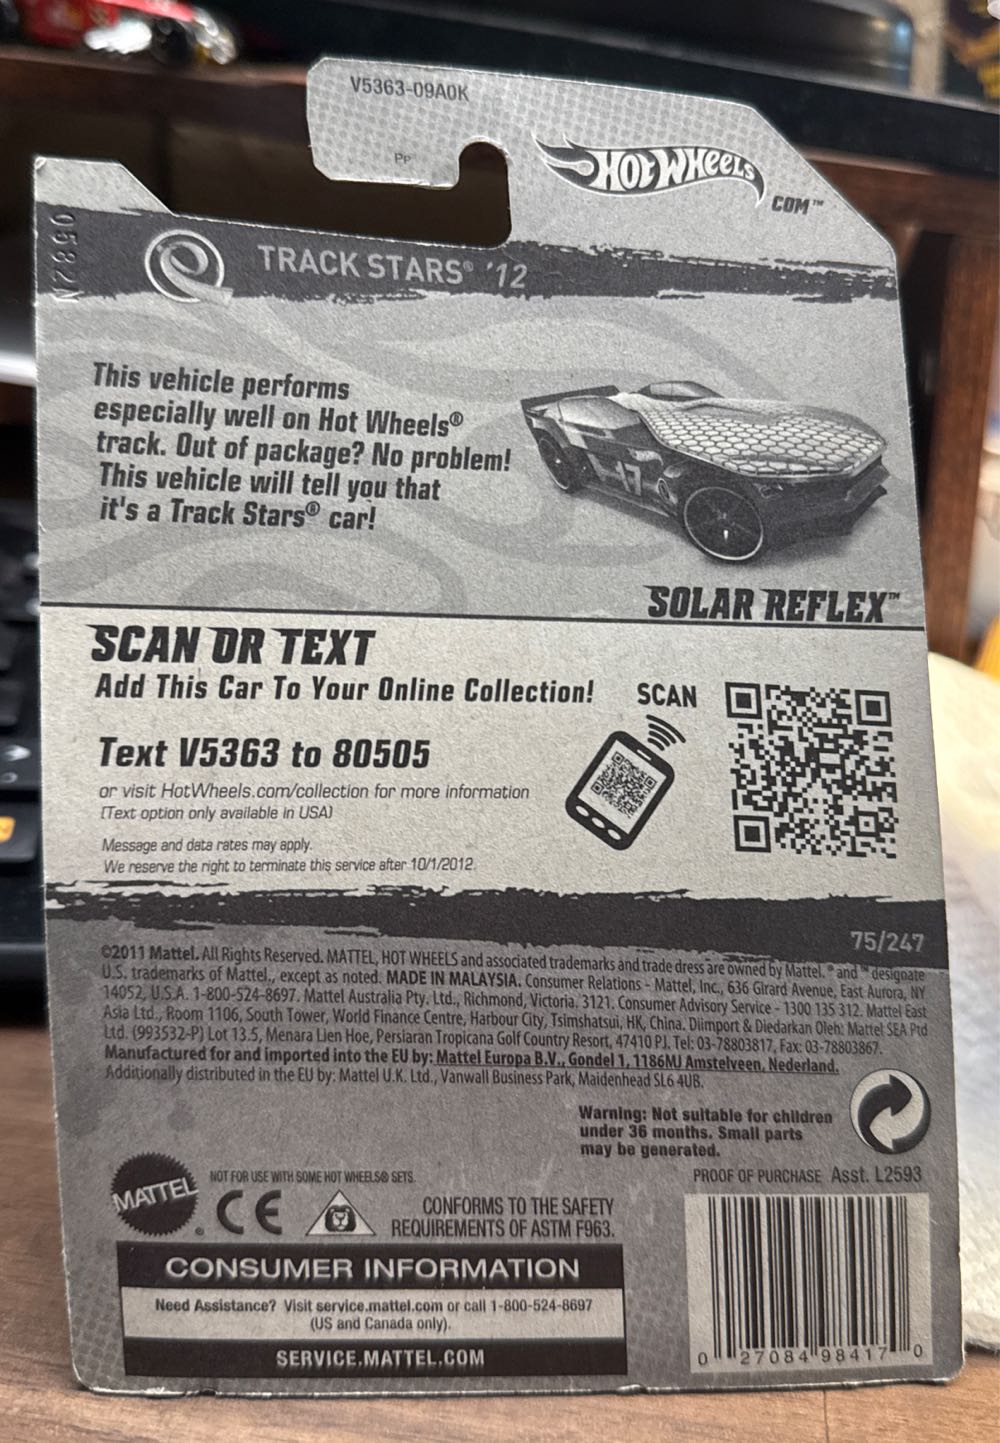 V5363-09A0K
Pp
HOT WHEELS
COM™
TRACK STARS® '12
This vehicle performs
especially well on Hot Wheels®
track. Out of package? No problem!
This vehicle will tell you that
it's a Track Stars® car!
17
SOLAR REFLEX™
SCAN OR TEXT
Add This Car To Your Online Collection!
SCAN
Text V5363 to 80505
or visit HotWheels.com/collection for more information
(Text option only available in USA)
Message and data rates may apply.
We reserve the right to terminate this service after 10/1/2012.
75/247
©2011 Mattel. All Rights Reserved. MATTEL, HOT WHEELS and associated trademarks and trade dress are owned by Mattel. ® and ™ designate
U.S. trademarks of Mattel., except as noted. MADE IN MALAYSIA. Consumer Relations - Mattel, Inc., 636 Girard Avenue, East Aurora, NY
14052, U.S.A. 1-800-524-8697. Mattel Australia Pty. Ltd., Richmond, Victoria. 3121. Consumer Advisory Service - 1300 135 312. Mattel East
Asia Ltd., Room 1106, South Tower, World Finance Centre, Harbour City, Tsimshatsui, HK, China. Diimport & Diedarkan Oleh: Mattel SEA Ptd
Ltd. (993532-P) Lot 13.5, Menara Lien Hoe, Persiaran Tropicana Golf Country Resort, 47410 PJ. Tel: 03-78803817, Fax: 03-78803867.
Manufactured for and imported into the EU by: Mattel Europa B.V., Gondel 1, 1186MJ Amstelveen, Nederland.
Additionally distributed in the EU by: Mattel U.K. Ltd., Vanwall Business Park, Maidenhead SL6 4UB.
Warning: Not suitable for children
under 36 months. Small parts
may be generated.
PROOF OF PURCHASE Asst. L2593
MATTEL
NOT FOR USE WITH SOME HOT WHEELS® SETS.
CE
CONFORMS TO THE SAFETY
REQUIREMENTS OF ASTM F963.
CONSUMER INFORMATION
Need Assistance? Visit service.mattel.com or call 1-800-524-8697
(US and Canada only).
SERVICE.MATTEL.COM
0 27084 98417 0